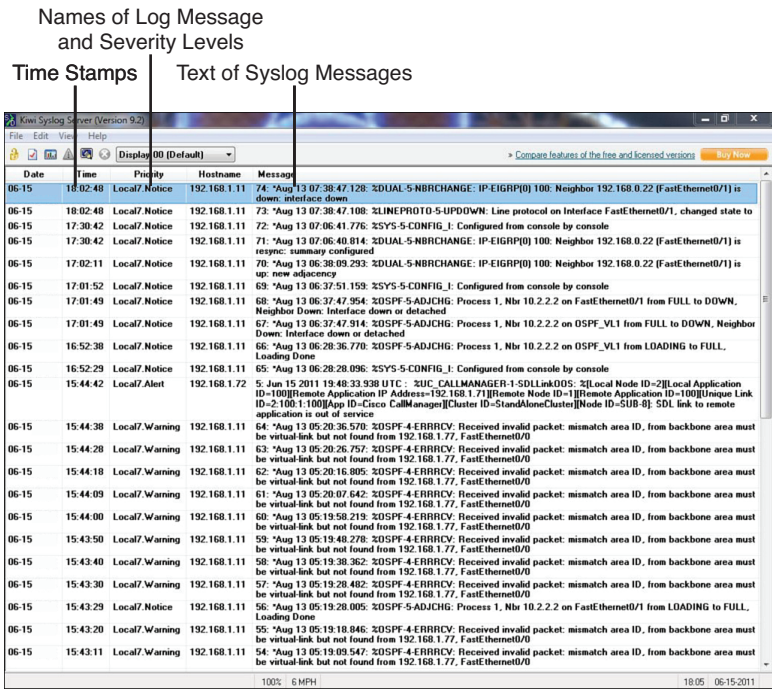 Names of Log Message
and Severity Levels
Time Stamps Text of Syslog Messages
Kiwi Syslog Server (Version 9.2)
File Edit View Help
Display 00 (Default) » Compare features of the free and licensed versions Buy Now
Date Time Priority Hostname Message
06-15 18:02:48 Local7.Notice 192.168.1.11 74: *Aug 13 07:38:47.128: %DUAL-5-NBRCHANGE: IP-EIGRP(0) 100: Neighbor 192.168.0.22 (FastEthernet0/1) is
down: interface down
06-15 18:02:48 Local7.Notice 192.168.1.11 73: *Aug 13 07:38:47.108: %LINEPROTO-5-UPDOWN: Line protocol on Interface FastEthernet0/1, changed state to
06-15 17:30:42 Local7.Notice 192.168.1.11 72: *Aug 13 07:06:41.776: %SYS-5-CONFIG_I: Configured from console by console
06-15 17:30:42 Local7.Notice 192.168.1.11 71: *Aug 13 07:06:40.814: %DUAL-5-NBRCHANGE: IP-EIGRP(0) 100: Neighbor 192.168.0.22 (FastEthernet0/1) is
resync: summary configured
06-15 17:02:11 Local7.Notice 192.168.1.11 70: *Aug 13 06:38:09.293: %DUAL-5-NBRCHANGE: IP-EIGRP(0) 100: Neighbor 192.168.0.22 (FastEthernet0/1) is
up: new adjacency
06-15 17:01:52 Local7.Notice 192.168.1.11 69: *Aug 13 06:37:51.159: %SYS-5-CONFIG_I: Configured from console by console
06-15 17:01:49 Local7.Notice 192.168.1.11 68: *Aug 13 06:37:47.954: %OSPF-5-ADJCHG: Process 1, Nbr 10.2.2.2 on FastEthernet0/1 from FULL to DOWN,
Neighbor Down: Interface down or detached
06-15 17:01:49 Local7.Notice 192.168.1.11 67: *Aug 13 06:37:47.914: %OSPF-5-ADJCHG: Process 1, Nbr 10.2.2.2 on OSPF_VL1 from FULL to DOWN, Neighbor
Down: Interface down or detached
06-15 16:52:38 Local7.Notice 192.168.1.11 66: *Aug 13 06:28:36.770: %OSPF-5-ADJCHG: Process 1, Nbr 10.2.2.2 on OSPF_VL1 from LOADING to FULL,
Loading Done
06-15 16:52:29 Local7.Notice 192.168.1.11 65: *Aug 13 06:28:28.096: %SYS-5-CONFIG_I: Configured from console by console
06-15 15:44:42 Local7.Alert 192.168.1.72 5: Jun 15 2011 19:48:33.938 UTC : %UC_CALLMANAGER-1-SDLLinkOOS: %[Local Node ID=2][Local Application
ID=100][Remote Application IP Address=192.168.1.71][Remote Node ID=1][Remote Application ID=100][Unique Link
ID=2:100:1:100][App ID=Cisco CallManager][Cluster ID=StandAloneCluster][Node ID=SUB-8]: SDL link to remote
application is out of service
06-15 15:44:38 Local7.Warning 192.168.1.11 64: *Aug 13 05:20:36.570: %OSPF-4-ERRRCV: Received invalid packet: mismatch area ID, from backbone area must
be virtual-link but not found from 192.168.1.77, FastEthernet0/0
06-15 15:44:28 Local7.Warning 192.168.1.11 63: *Aug 13 05:20:26.757: %OSPF-4-ERRRCV: Received invalid packet: mismatch area ID, from backbone area must
be virtual-link but not found from 192.168.1.77, FastEthernet0/0
06-15 15:44:18 Local7.Warning 192.168.1.11 62: *Aug 13 05:20:16.805: %OSPF-4-ERRRCV: Received invalid packet: mismatch area ID, from backbone area must
be virtual-link but not found from 192.168.1.77, FastEthernet0/0
06-15 15:44:09 Local7.Warning 192.168.1.11 61: *Aug 13 05:20:07.642: %OSPF-4-ERRRCV: Received invalid packet: mismatch area ID, from backbone area must
be virtual-link but not found from 192.168.1.77, FastEthernet0/0
06-15 15:44:00 Local7.Warning 192.168.1.11 60: *Aug 13 05:19:58.219: %OSPF-4-ERRRCV: Received invalid packet: mismatch area ID, from backbone area must
be virtual-link but not found from 192.168.1.77, FastEthernet0/0
06-15 15:43:50 Local7.Warning 192.168.1.11 59: *Aug 13 05:19:48.278: %OSPF-4-ERRRCV: Received invalid packet: mismatch area ID, from backbone area must
be virtual-link but not found from 192.168.1.77, FastEthernet0/0
06-15 15:43:40 Local7.Warning 192.168.1.11 58: *Aug 13 05:19:38.362: %OSPF-4-ERRRCV: Received invalid packet: mismatch area ID, from backbone area must
be virtual-link but not found from 192.168.1.77, FastEthernet0/0
06-15 15:43:30 Local7.Warning 192.168.1.11 57: *Aug 13 05:19:28.482: %OSPF-4-ERRRCV: Received invalid packet: mismatch area ID, from backbone area must
be virtual-link but not found from 192.168.1.77, FastEthernet0/0
06-15 15:43:29 Local7.Notice 192.168.1.11 56: *Aug 13 05:19:28.005: %OSPF-5-ADJCHG: Process 1, Nbr 10.2.2.2 on FastEthernet0/1 from LOADING to FULL,
Loading Done
06-15 15:43:20 Local7.Warning 192.168.1.11 55: *Aug 13 05:19:18.846: %OSPF-4-ERRRCV: Received invalid packet: mismatch area ID, from backbone area must
be virtual-link but not found from 192.168.1.77, FastEthernet0/0
06-15 15:43:11 Local7.Warning 192.168.1.11 54: *Aug 13 05:19:09.547: %OSPF-4-ERRRCV: Received invalid packet: mismatch area ID, from backbone area must
be virtual-link but not found from 192.168.1.77, FastEthernet0/0
100% 6 MPH 18:05 06-15-2011